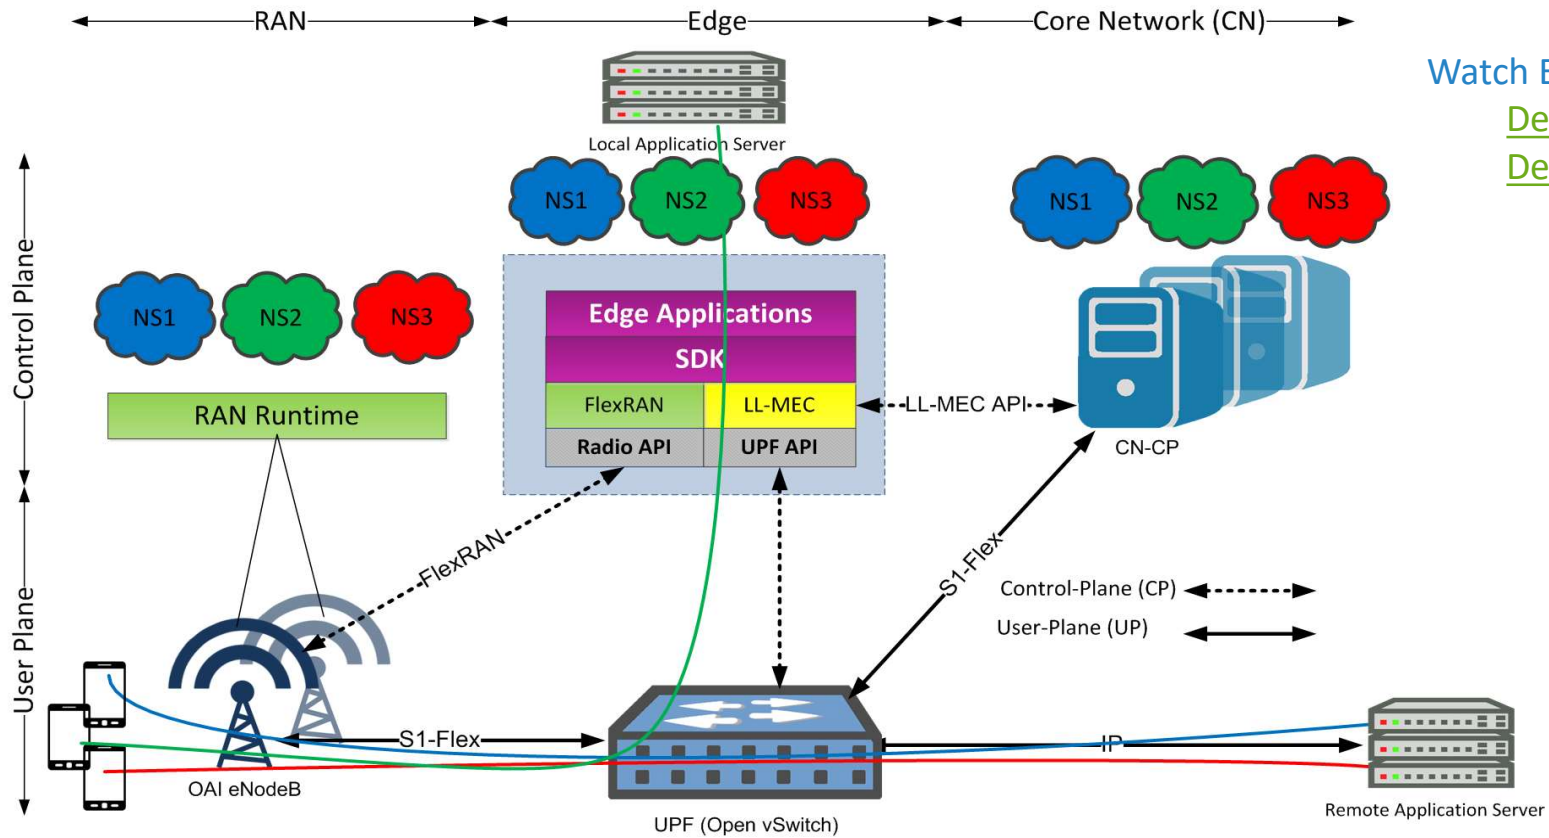 RAN
Edge
Core Network (CN)
Watch
Local Application Server
NS1
NS2
NS3
NS1
NS2
NS3
NS1
NS2
NS3
Control Plane
User Plane
RAN Runtime
Edge Applications
SDK
FlexRAN
LL-MEC
Radio API
UPF API
LL-MEC API
CN-CP
FlexRAN
S1-Flex
Control-Plane (CP)
User-Plane (UP)
S1-Flex
IP
OAI eNodeB
UPF (Open vSwitch)
Remote Application Server